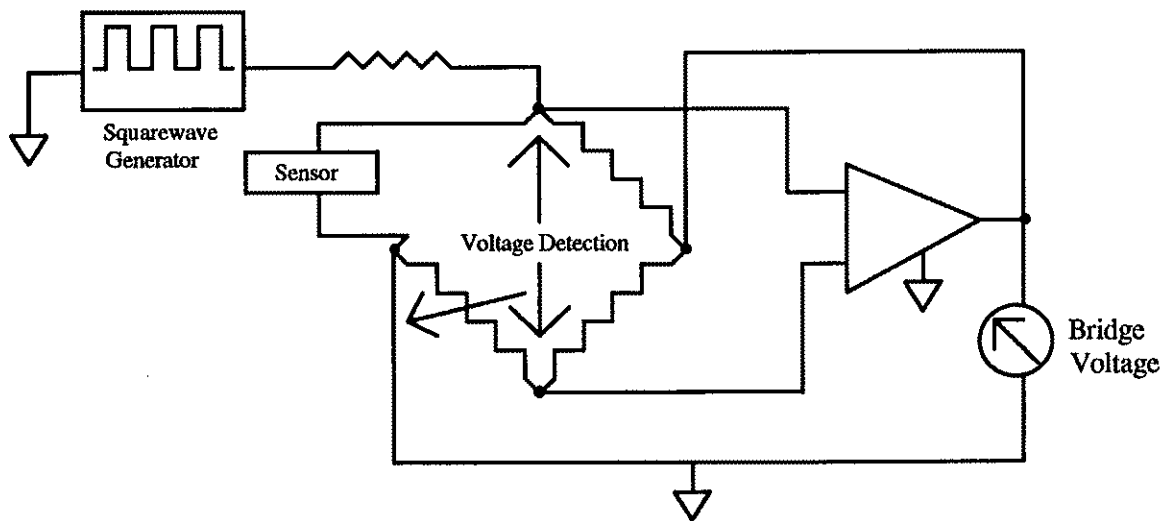 Squarewave
Generator
Sensor
Voltage Detection
Bridge
Voltage